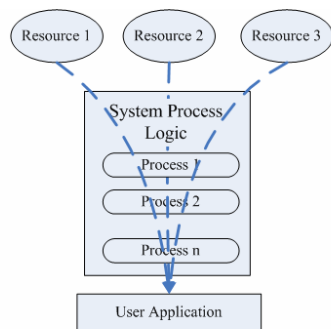 Resource 1
Resource 2
Resource 3
System Process
Logic
Process 1
Process 2
Process n
User Application